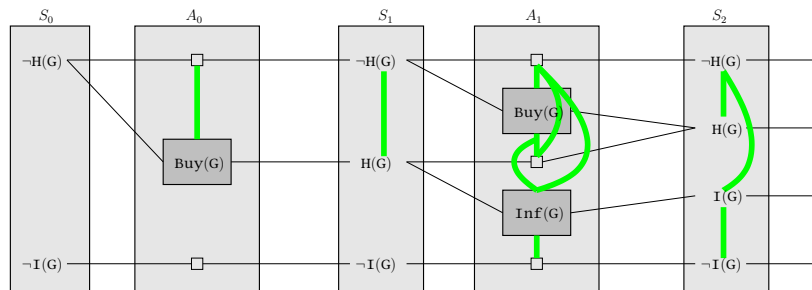 S₀ A₀ S₁ A₁ S₂
¬H(G) ¬H(G) ¬H(G)
Buy(G)
H(G)
Buy(G) H(G)
I(G)
Inf(G)
¬I(G) ¬I(G) ¬I(G)